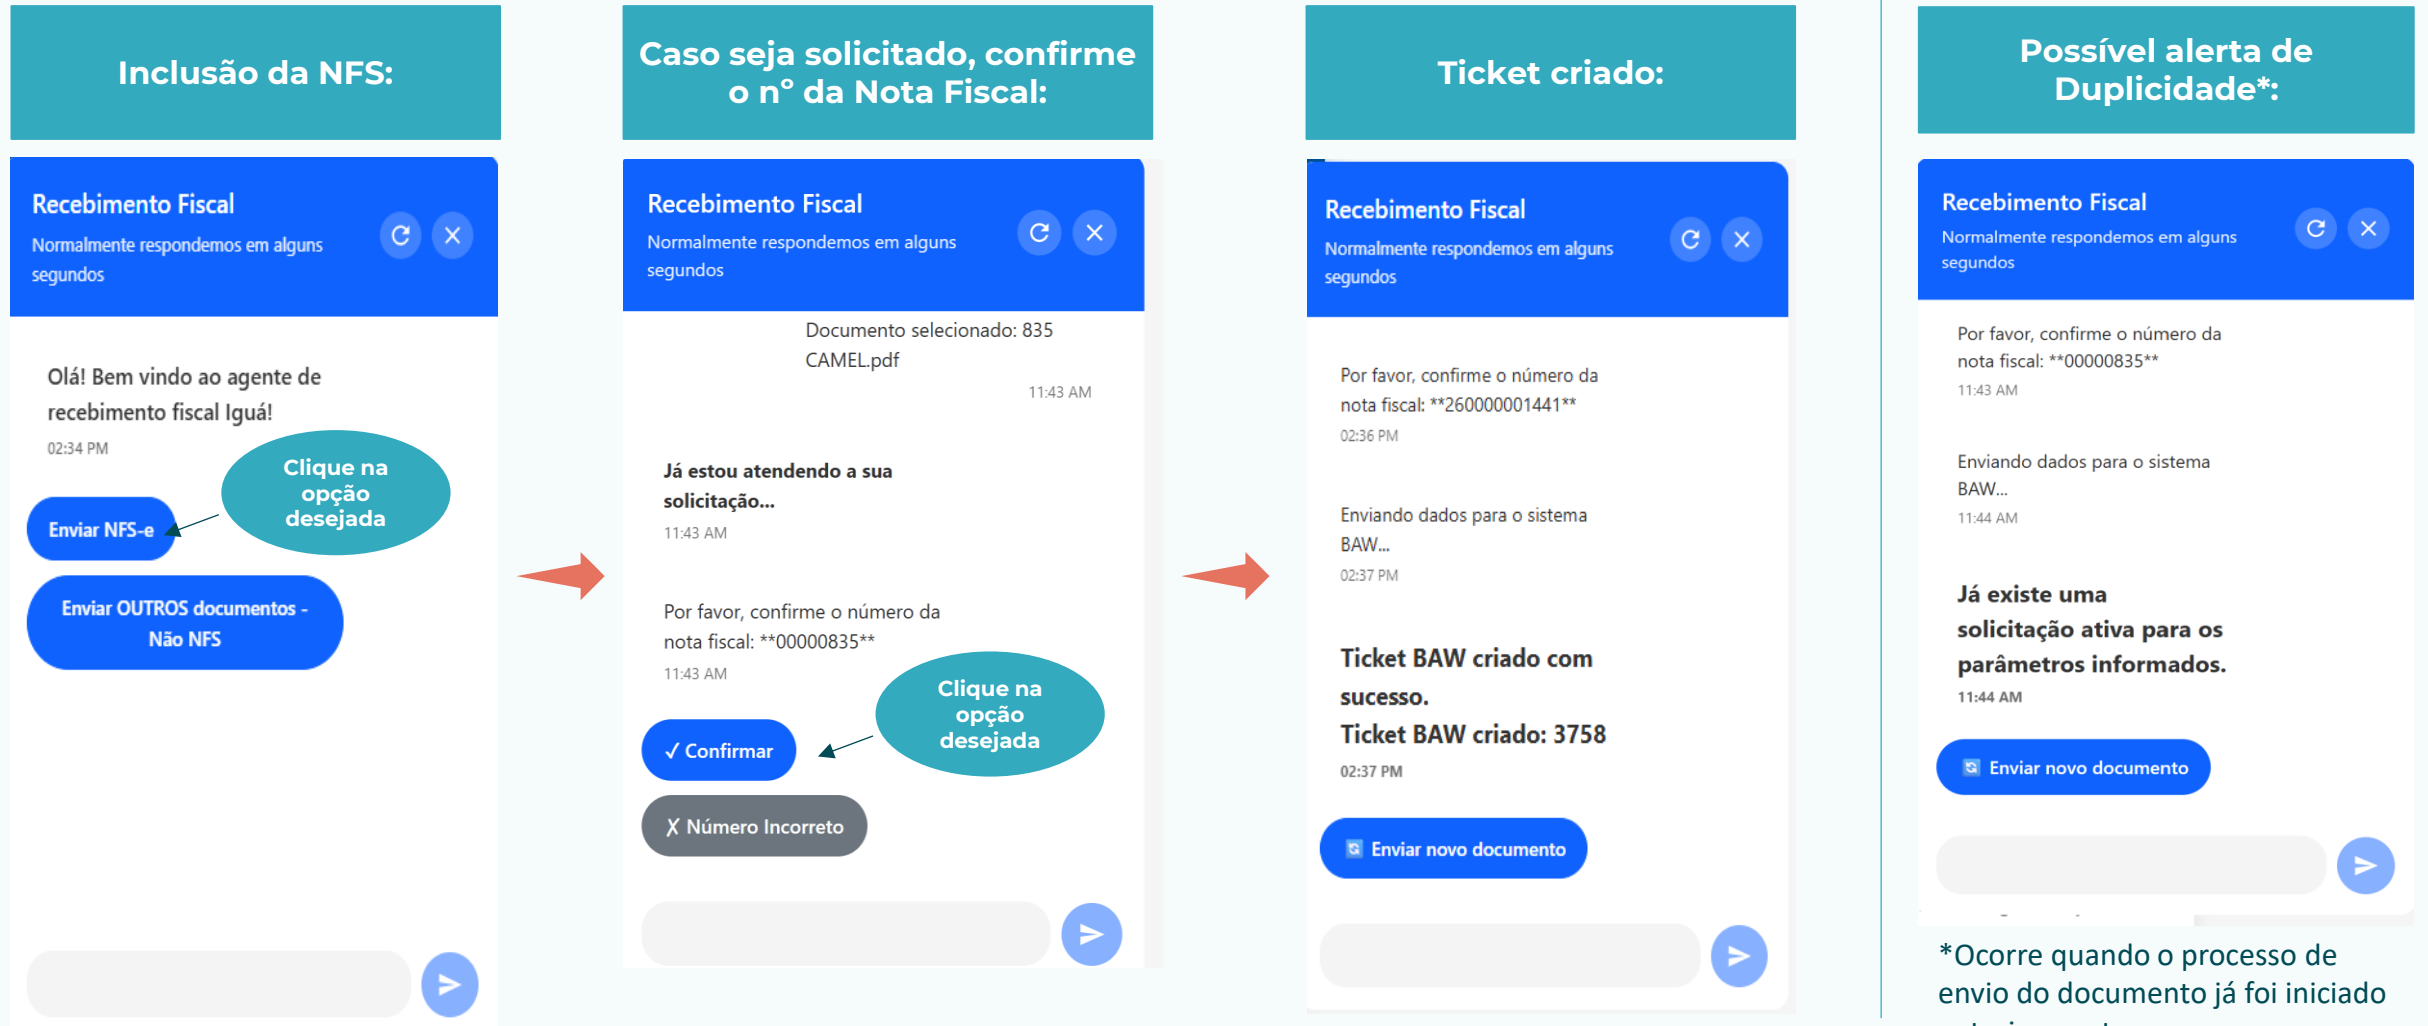 Inclusão da NFS:
Recebimento Fiscal
Normalmente respondemos em alguns
segundos
Olá! Bem vindo ao agente de
recebimento fiscal Iguá!
02:34 PM
Clique na
opção
desejada
Enviar NFS-e
Enviar OUTROS documentos -
Não NFS
Caso seja solicitado, confirme
o nº da Nota Fiscal:
Recebimento Fiscal
Normalmente respondemos em alguns
segundos
Documento selecionado: 835
CAMEL.pdf
11:43 AM
Já estou atendendo a sua
solicitação...
11:43 AM
Por favor, confirme o número da
nota fiscal: **00000835**
11:43 AM
Clique na
opção
desejada
✓ Confirmar
✗ Número Incorreto
Ticket criado:
Recebimento Fiscal
Normalmente respondemos em alguns
segundos
Por favor, confirme o número da
nota fiscal: **260000001441**
02:36 PM
Enviando dados para o sistema
BAW...
02:37 PM
Ticket BAW criado com
sucesso.
Ticket BAW criado: 3758
02:37 PM
Enviar novo documento
Possível alerta de
Duplicidade*:
Recebimento Fiscal
Normalmente respondemos em alguns
segundos
Por favor, confirme o número da
nota fiscal: **00000835**
11:43 AM
Enviando dados para o sistema
BAW...
11:44 AM
Já existe uma
solicitação ativa para os
parâmetros informados.
11:44 AM
Enviar novo documento
*Ocorre quando o processo de
envio do documento já foi iniciado